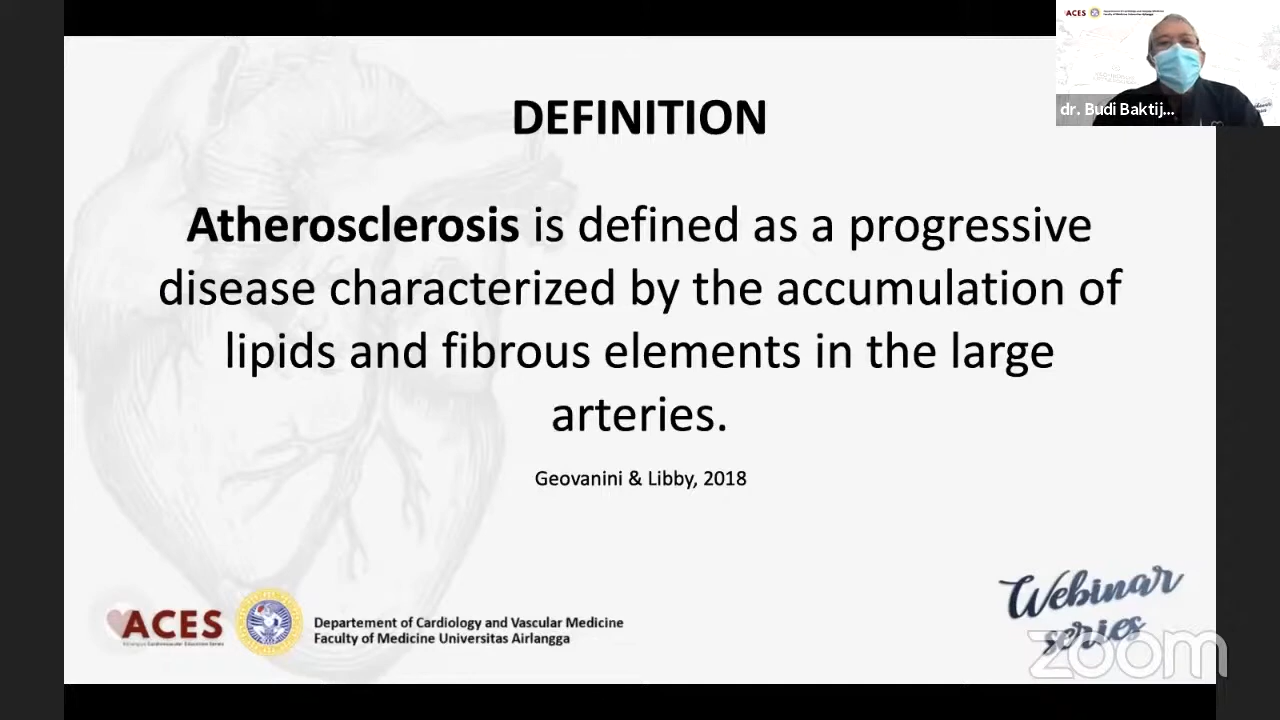 ACES
dr. Budi Baktij...
DEFINITION
Atherosclerosis is defined as a progressive
disease characterized by the accumulation of
lipids and fibrous elements in the large
arteries.
Geovanini & Libby, 2018
ACES
Departement of Cardiology and Vascular Medicine
Faculty of Medicine Universitas Airlangga
Webinar
series
zoom